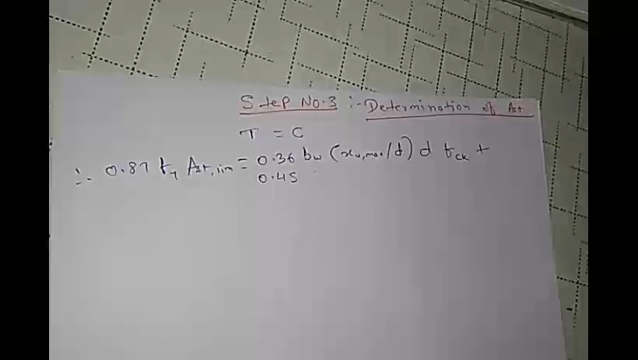 Step No.3 :- Determination of Ast
T = C
∴ 0.87 fy Ast,lim = 0.36 bw (xu,max/d) d fck +
0.45